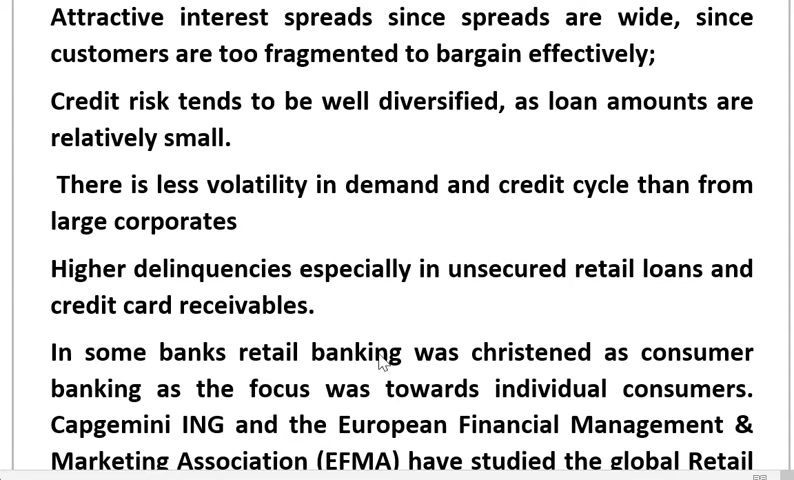 Attractive interest spreads since spreads are wide, since
customers are too fragmented to bargain effectively;
Credit risk tends to be well diversified, as loan amounts are
relatively small.
There is less volatility in demand and credit cycle than from
large corporates
Higher delinquencies especially in unsecured retail loans and
credit card receivables.
In some banks retail banking was christened as consumer
banking as the focus was towards individual consumers.
Capgemini ING and the European Financial Management &
Marketing Association (EFMA) have studied the global Retail